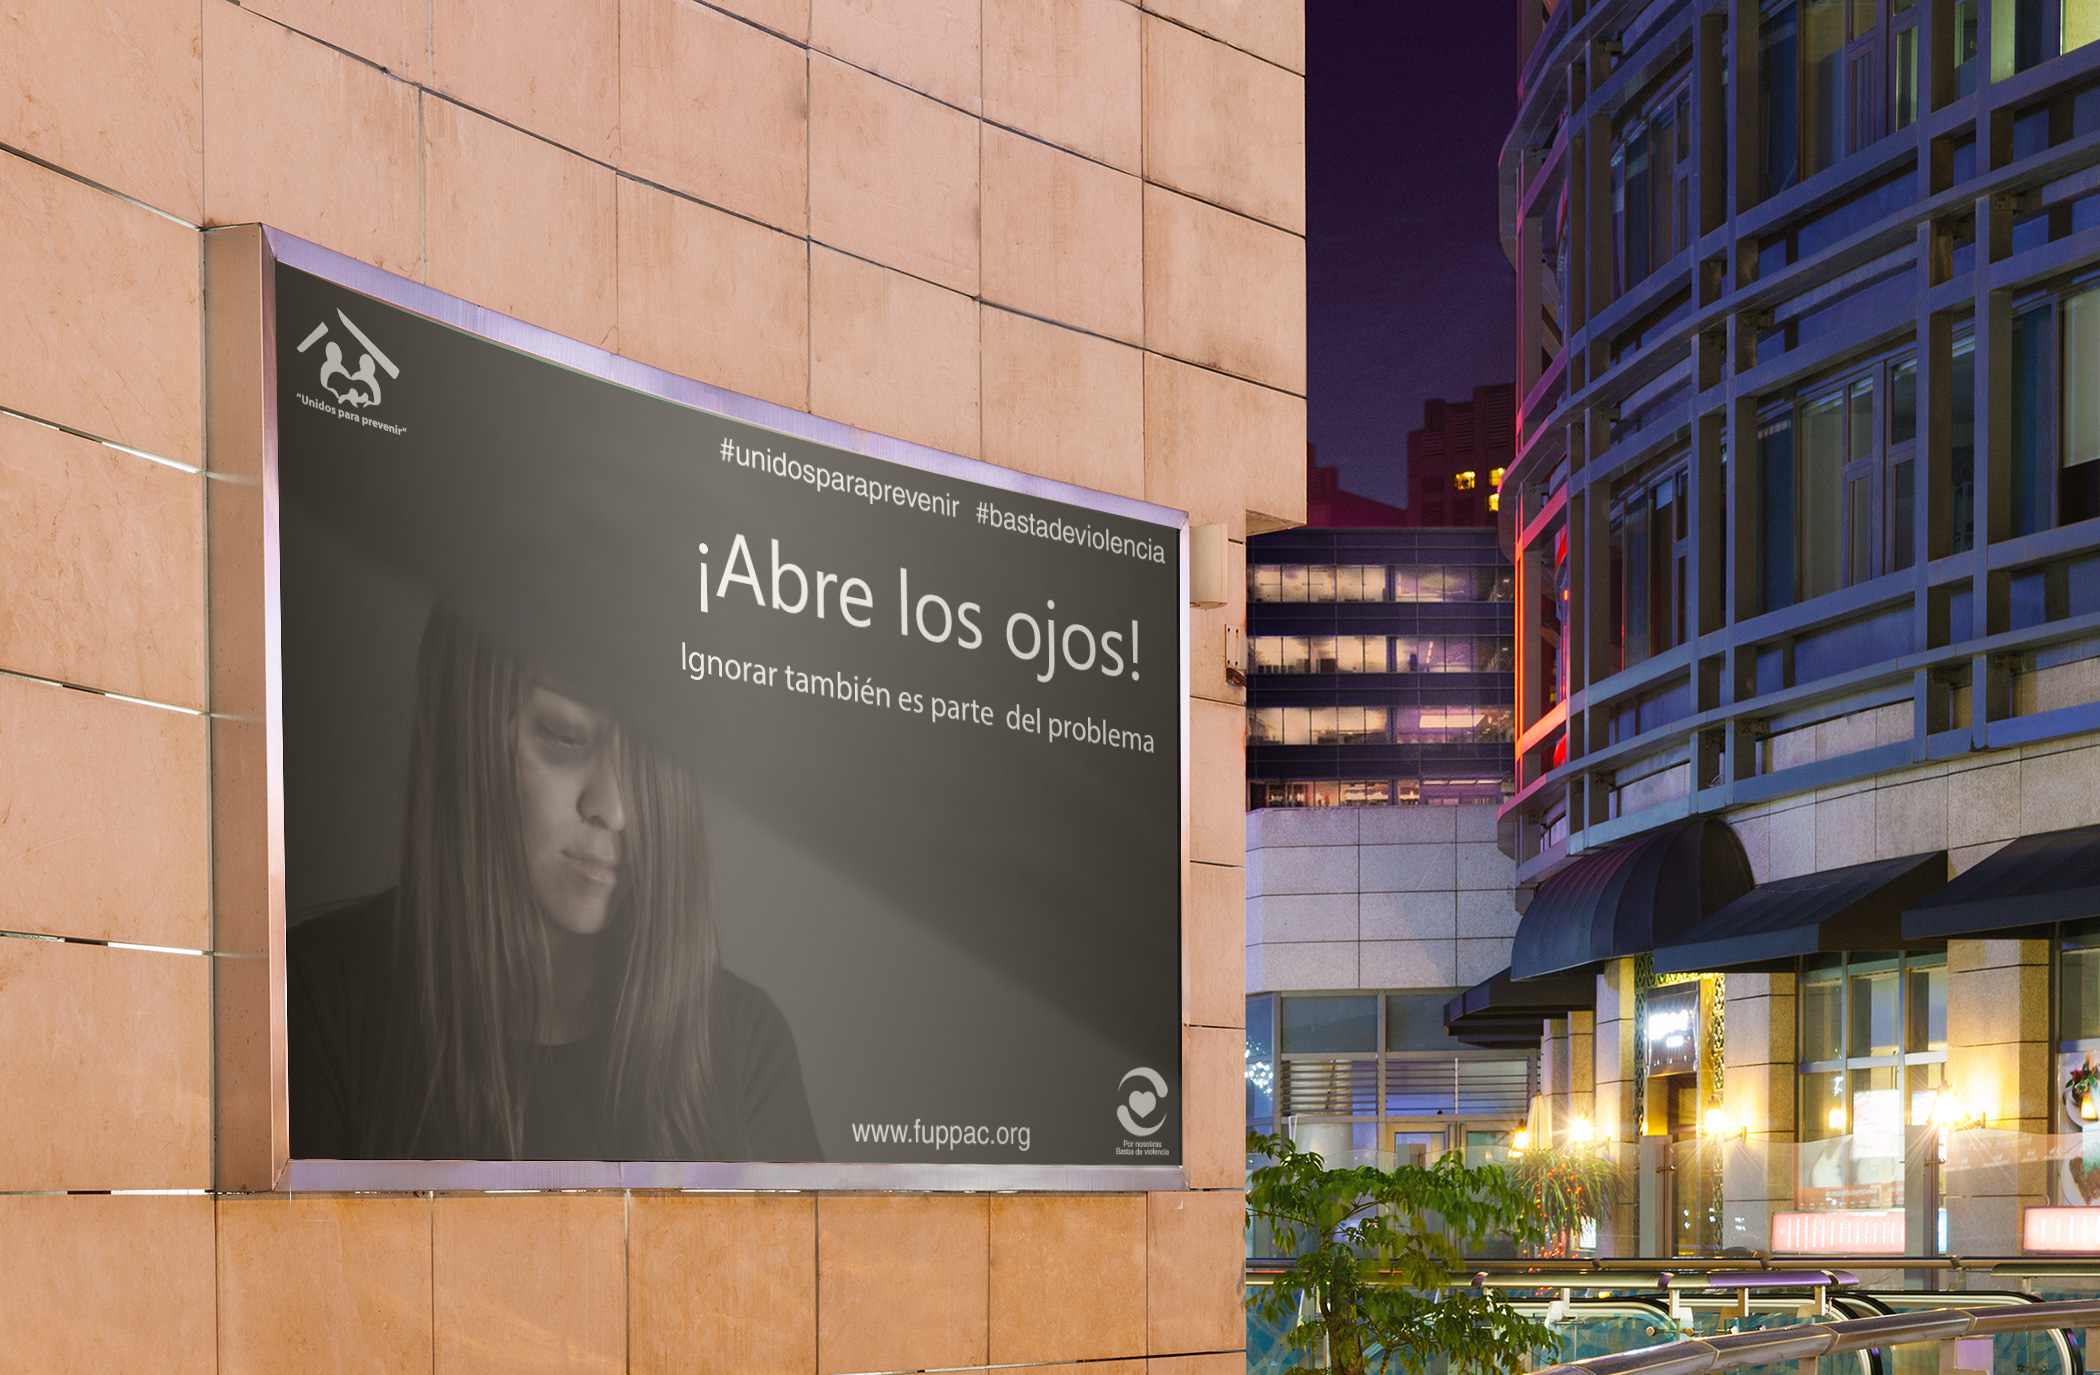 "Unidos para prevenir"
#unidosparaprevenir #bastadeviolencia
¡Abre los ojos!
Ignorar también es parte del problema
www.fuppac.org
Por nosotras
Basta de violencia